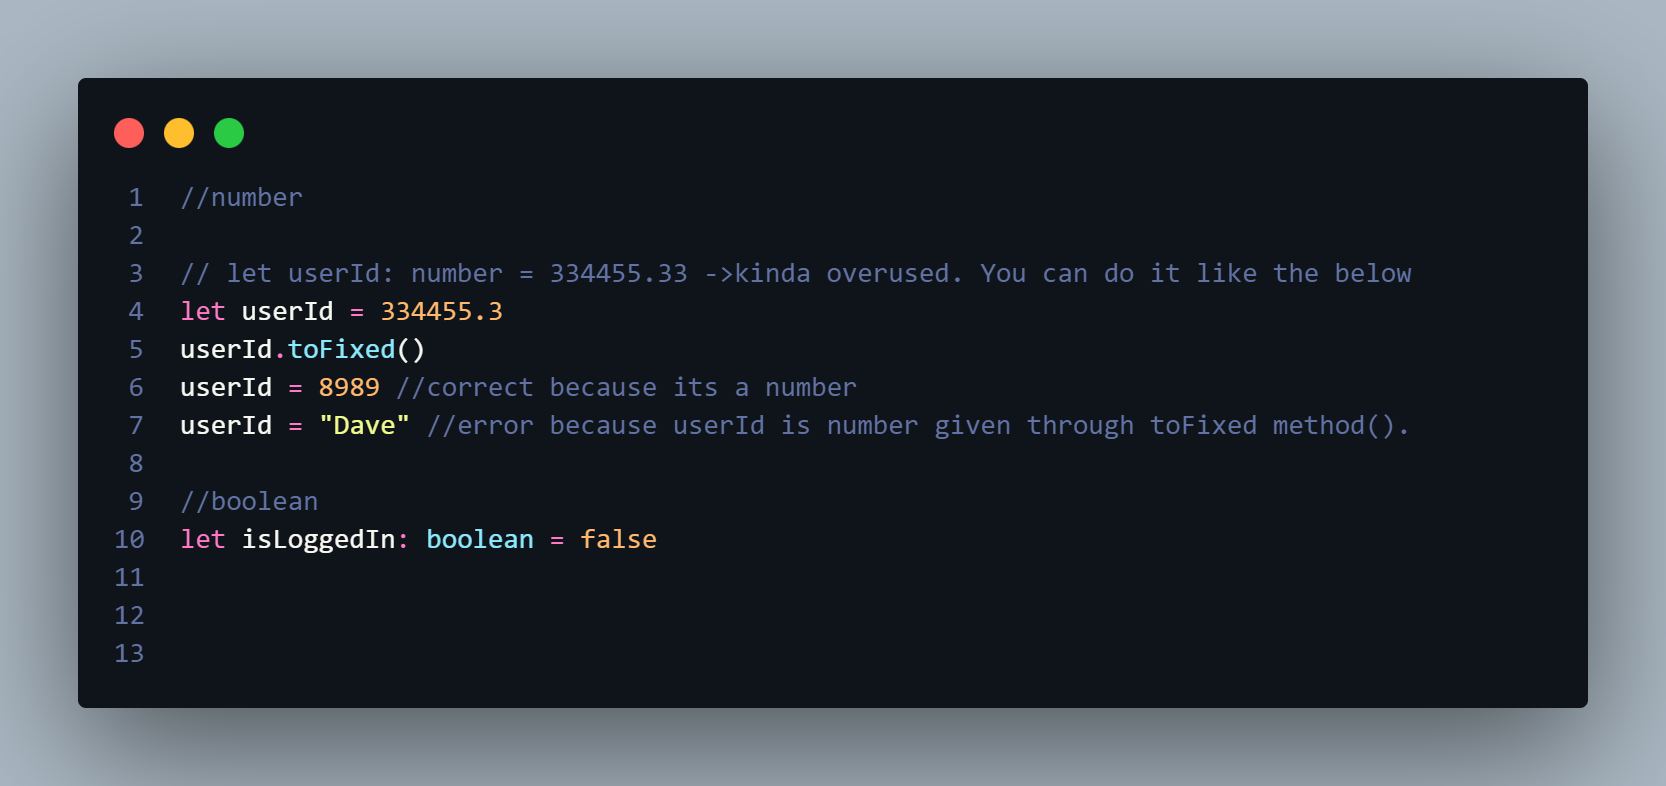 1 //number
2
3 // let userId: number = 334455.33 ->kinda overused. You can do it like the below
4 let userId = 334455.3
5 userId.toFixed()
6 userId = 8989 //correct because its a number
7 userId = "Dave" //error because userId is number given through toFixed method().
8
9 //boolean
10 let isLoggedIn: boolean = false
11
12
13